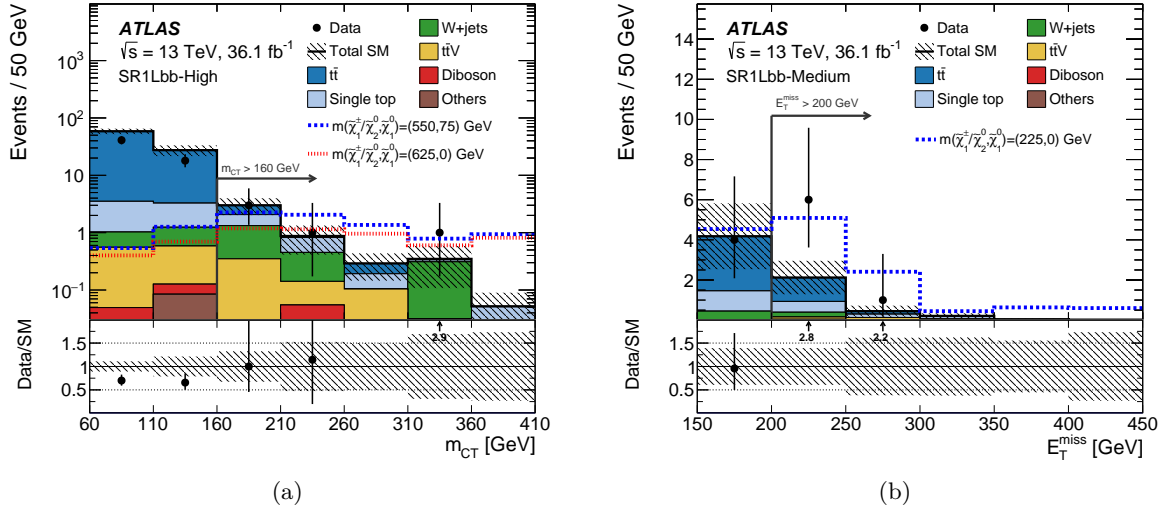 ATLAS
√s = 13 TeV, 36.1 fb⁻¹
SR1Lbb-High
Data
Total SM
tt̄
Single top
W+jets
tt̄V
Diboson
Others
m(χ̃₁±/χ̃₂⁰,χ̃₁⁰)=(550,75) GeV
m(χ̃₁±/χ̃₂⁰,χ̃₁⁰)=(625,0) GeV
m_CT > 160 GeV
Events / 50 GeV
10³
10²
10
1
10⁻¹
2.9
Data/SM
1.5
1
0.5
60 110 160 210 260 310 360 410
m_CT [GeV]
(a)
ATLAS
√s = 13 TeV, 36.1 fb⁻¹
SR1Lbb-Medium
Data
Total SM
tt̄
Single top
W+jets
tt̄V
Diboson
Others
m(χ̃₁±/χ̃₂⁰,χ̃₁⁰)=(225,0) GeV
E_T^miss > 200 GeV
Events / 50 GeV
14
12
10
8
6
4
2
2.8 2.2
Data/SM
1.5
1
0.5
150 200 250 300 350 400 450
E_T^miss [GeV]
(b)